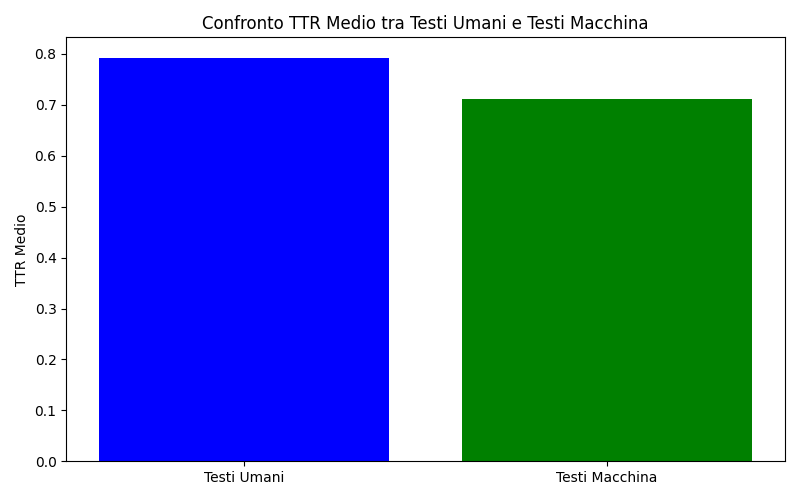 Confronto TTR Medio tra Testi Umani e Testi Macchina
TTR Medio
0.8
0.7
0.6
0.5
0.4
0.3
0.2
0.1
0.0
Testi Umani
Testi Macchina